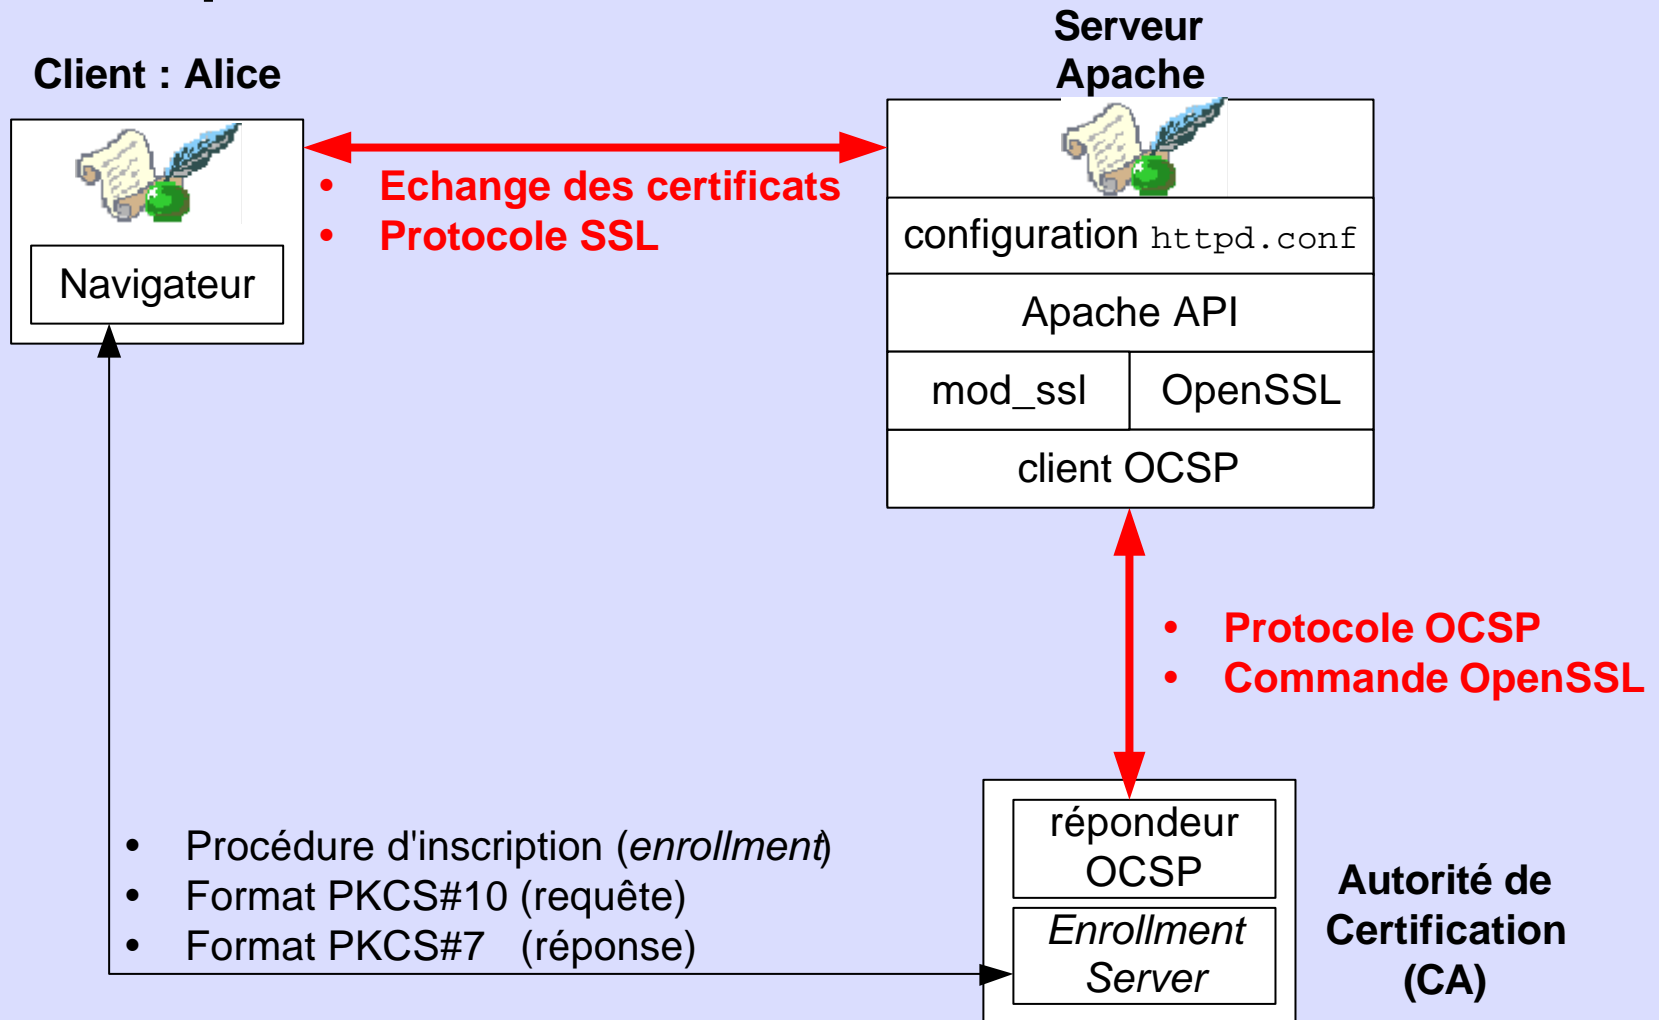 Client : Alice
Serveur
Apache
• Echange des certificats
• Protocole SSL
Navigateur
configuration httpd.conf
Apache API
mod_ssl
OpenSSL
client OCSP
• Protocole OCSP
• Commande OpenSSL
• Procédure d'inscription (enrollment)
• Format PKCS#10 (requête)
• Format PKCS#7 (réponse)
répondeur
OCSP
Enrollment
Server
Autorité de
Certification
(CA)